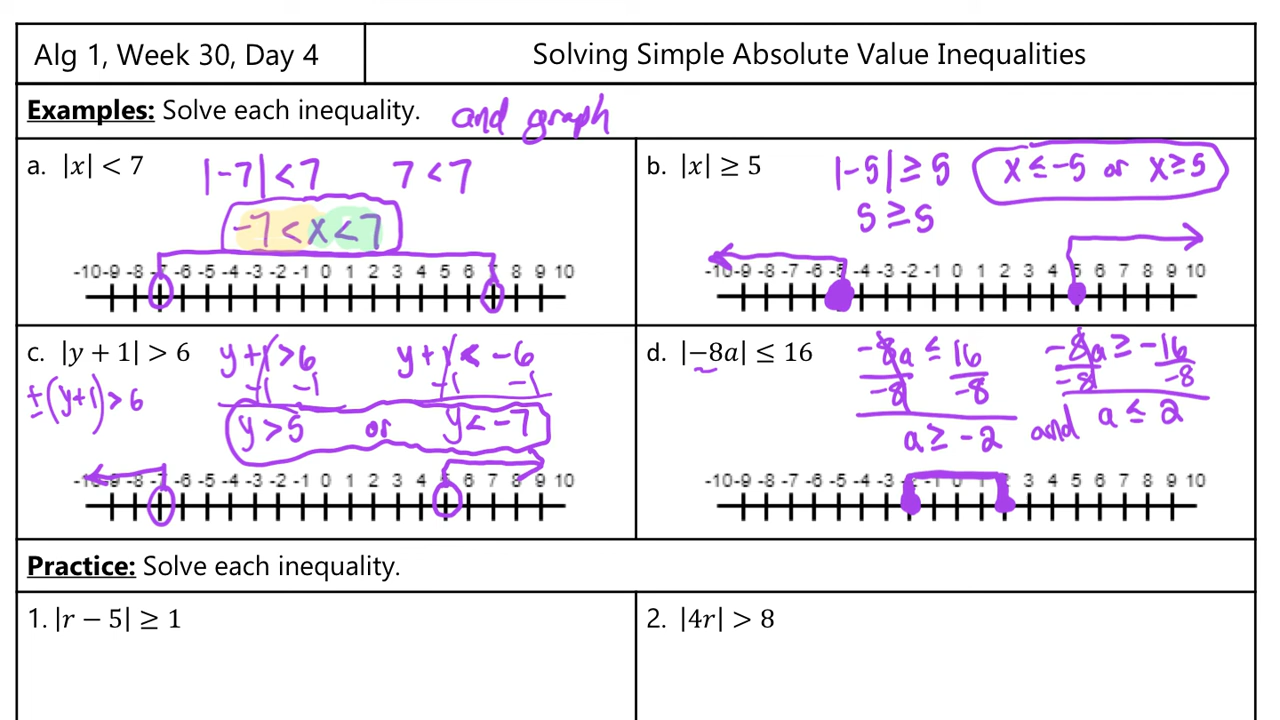 Alg 1, Week 30, Day 4
Solving Simple Absolute Value Inequalities
Examples: Solve each inequality. and graph
a. |x| < 7
|-7| < 7 7 < 7
-7 < x < 7
-10 -9 -8 -7 -6 -5 -4 -3 -2 -1 0 1 2 3 4 5 6 7 8 9 10
b. |x| ≥ 5
|-5| ≥ 5 x ≤ -5 or x ≥ 5
5 ≥ 5
-10 -9 -8 -7 -6 -5 -4 -3 -2 -1 0 1 2 3 4 5 6 7 8 9 10
c. |y + 1| > 6
y+1 > 6 y+1 < -6
-1 -1 -1 -1
±(y+1) > 6
y > 5 or y < -7
-10 -9 -8 -7 -6 -5 -4 -3 -2 -1 0 1 2 3 4 5 6 7 8 9 10
d. |−8a| ≤ 16
-8a ≤ 16 -8a ≥ -16
-8 -8 -8 -8
a ≥ -2 and a ≤ 2
-10 -9 -8 -7 -6 -5 -4 -3 -2 -1 0 1 2 3 4 5 6 7 8 9 10
Practice: Solve each inequality.
1. |r − 5| ≥ 1
2. |4r| > 8